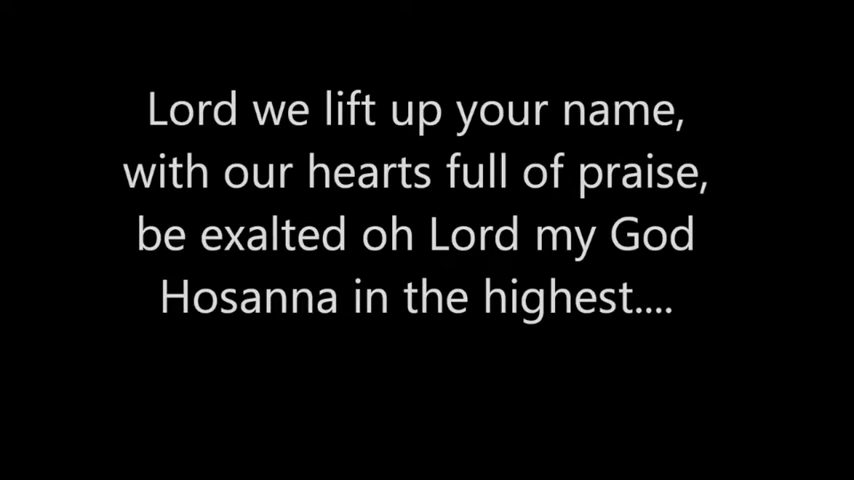 Lord we lift up your name,
with our hearts full of praise,
be exalted oh Lord my God
Hosanna in the highest....